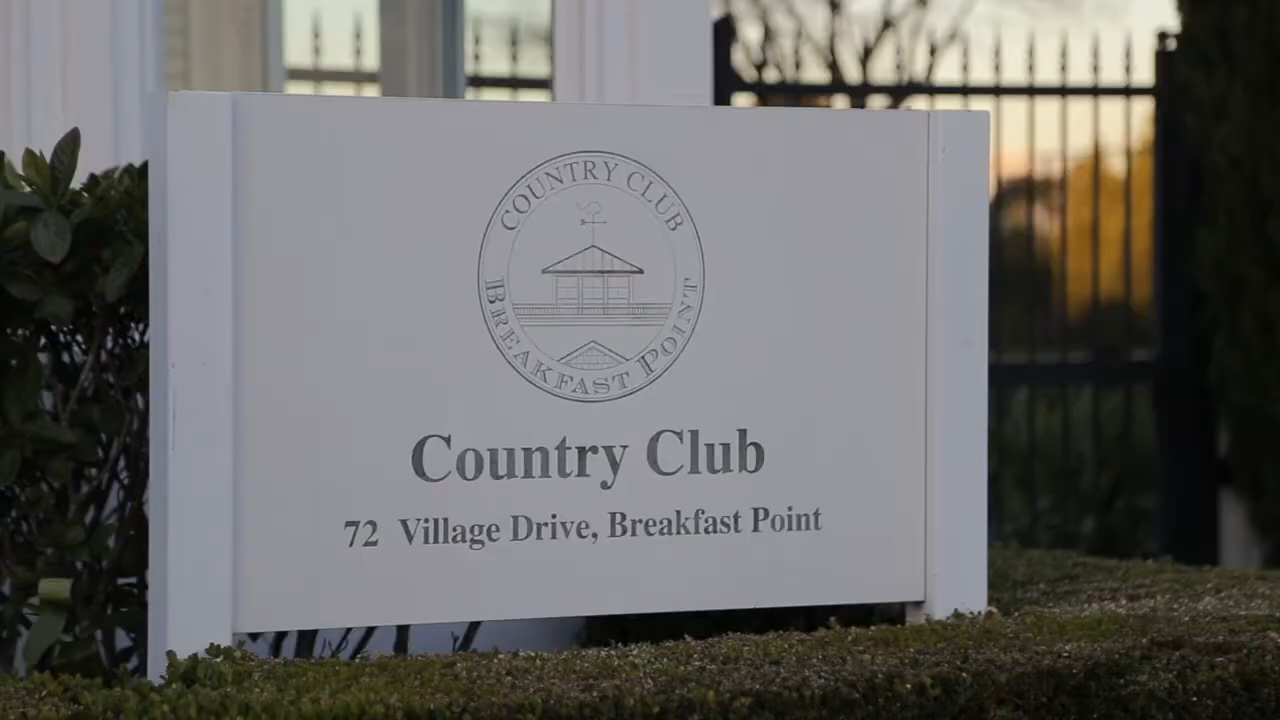 COUNTRY CLUB
BREAKFAST POINT
Country Club
72 Village Drive, Breakfast Point